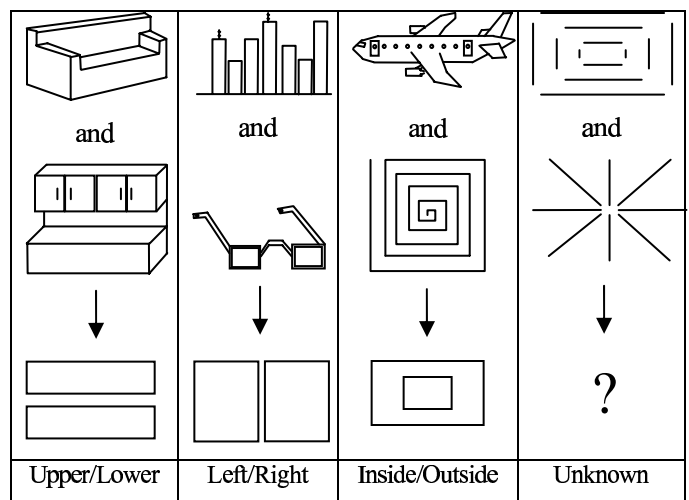 and and and and
?
Upper/Lower Left/Right Inside/Outside Unknown